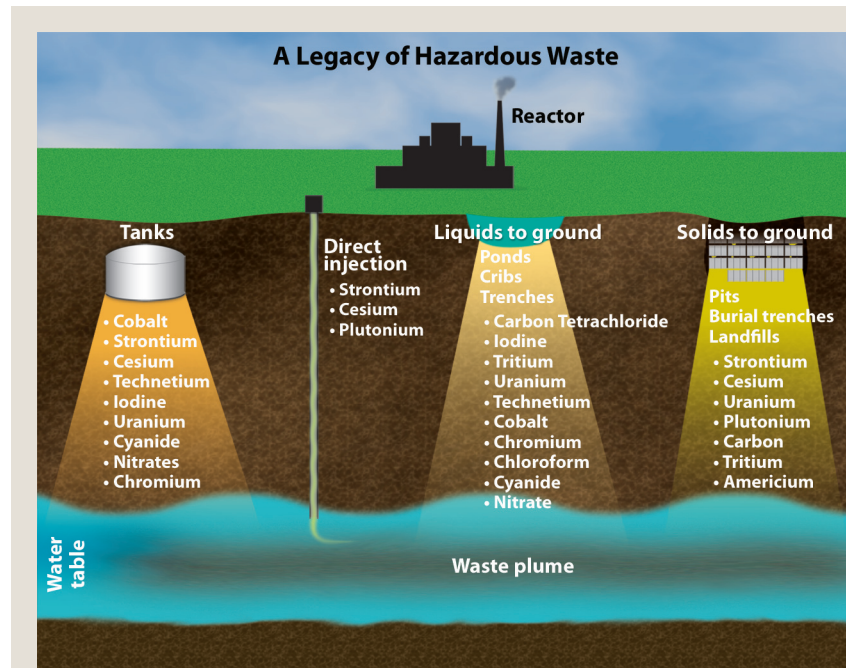 A Legacy of Hazardous Waste
Reactor
Tanks
• Cobalt
• Strontium
• Cesium
• Technetium
• Iodine
• Uranium
• Cyanide
• Nitrates
• Chromium
Direct
injection
• Strontium
• Cesium
• Plutonium
Liquids to ground
Ponds
Cribs
Trenches
• Carbon Tetrachloride
• Iodine
• Tritium
• Uranium
• Technetium
• Cobalt
• Chromium
• Chloroform
• Cyanide
• Nitrate
Solids to ground
Pits
Burial trenches
Landfills
• Strontium
• Cesium
• Uranium
• Plutonium
• Carbon
• Tritium
• Americium
Water
table
Waste plume